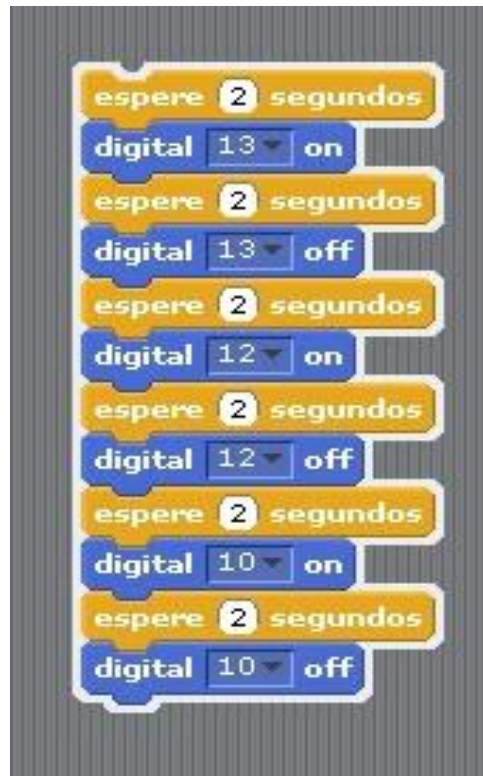 espere 2 segundos
digital 13 on
espere 2 segundos
digital 13 off
espere 2 segundos
digital 12 on
espere 2 segundos
digital 12 off
espere 2 segundos
digital 10 on
espere 2 segundos
digital 10 off